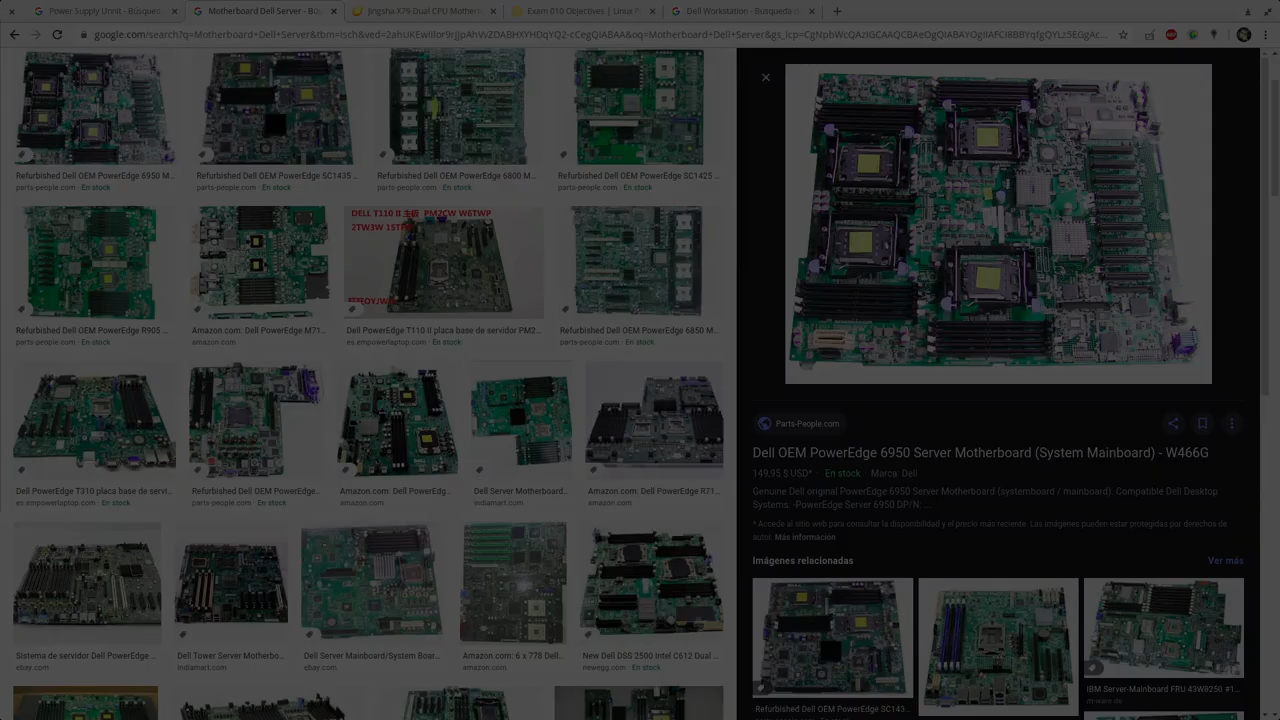 Power Supply Unnit - Búsqued
Motherboard Dell Server - Bús
Jingsha X79 Dual CPU Motherb
Exam 010 Objectives | Linux P
Dell Workstation - Búsqueda d
Refurbished Dell OEM PowerEdge 6950 M...
parts-people.com · En stock
Refurbished Dell OEM PowerEdge SC1435 ...
parts-people.com · En stock
Refurbished Dell OEM PowerEdge 6800 M...
parts-people.com · En stock
Refurbished Dell OEM PowerEdge SC1425 ...
parts-people.com · En stock
DELL T110 II 主板 PM2CW W6TWP
Refurbished Dell OEM PowerEdge R905 ...
parts-people.com · En stock
Amazon.com: Dell PowerEdge M71...
amazon.com
Dell PowerEdge T110 II placa base de servidor PM2...
es.empowerlaptop.com · En stock
Refurbished Dell OEM PowerEdge 6850 M...
parts-people.com · En stock
Dell PowerEdge T310 placa base de servi...
es.empowerlaptop.com · En stock
Refurbished Dell OEM PowerEdge ...
parts-people.com · En stock
Amazon.com: Dell PowerEdg...
amazon.com
Dell Server Motherboard...
indiamart.com
Amazon.com: Dell PowerEdge R71...
amazon.com
Sistema de servidor Dell PowerEdge ...
ebay.com
Dell Tower Server Motherbo...
indiamart.com
Dell Server Mainboard/System Boar...
ebay.com
Amazon.com: 6 x 778 Dell...
amazon.com
New Dell DSS 2500 Intel C612 Dual ...
newegg.com · En stock
Parts-People.com
Dell OEM PowerEdge 6950 Server Motherboard (System Mainboard) - W466G
149,95 $ USD* · En stock · Marca: Dell
Genuine Dell original PowerEdge 6950 Server Motherboard (systemboard / mainboard). Compatible Dell Desktop
Systems: -PowerEdge Server 6950 DP/N: ...
* Accede al sitio web para consultar la disponibilidad y el precio más reciente. Las imágenes pueden estar protegidas por derechos de
autor. Más información
Imágenes relacionadas
Ver más
Refurbished Dell OEM PowerEdge SC143...
IBM Server-Mainboard FRU 43W8250 #1...
m-ware.de